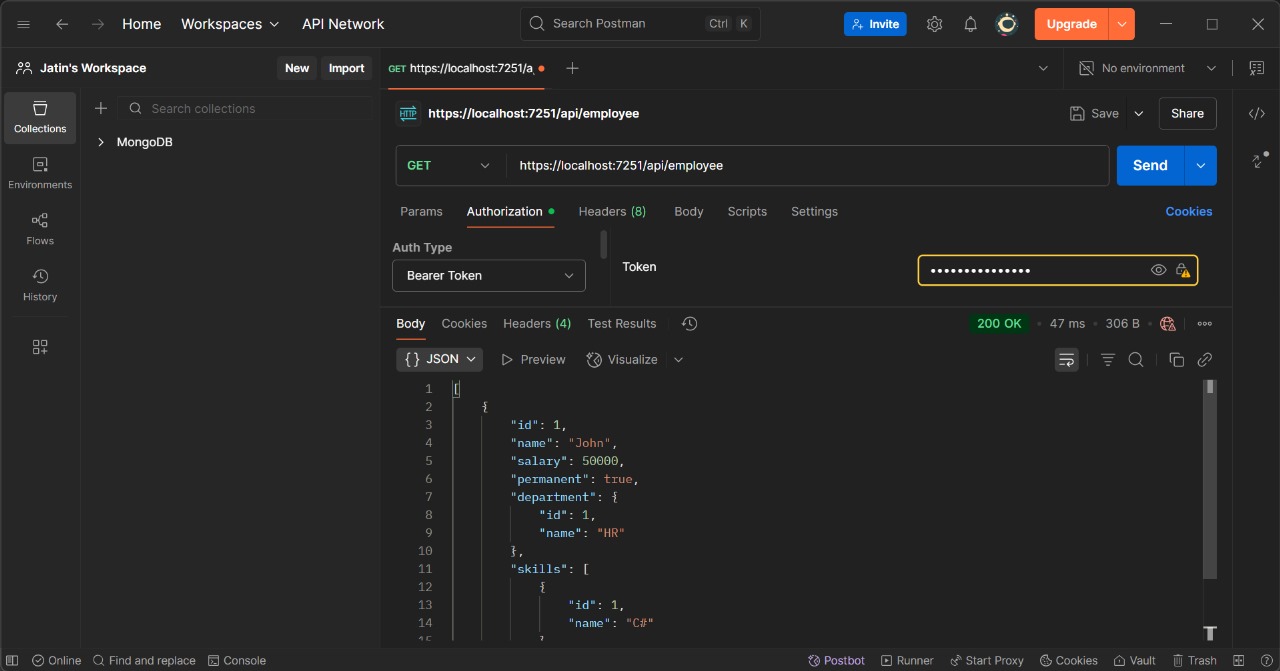 Home Workspaces API Network Search Postman Ctrl K Invite Upgrade
Jatin's Workspace New Import GET https://localhost:7251/a No environment
Collections Search collections HTTP https://localhost:7251/api/employee Save Share
MongoDB
Environments GET https://localhost:7251/api/employee Send
Flows Params Authorization Headers (8) Body Scripts Settings Cookies
History Auth Type
Bearer Token Token •••••••••••••••
Body Cookies Headers (4) Test Results 200 OK • 47 ms • 306 B
{} JSON Preview Visualize
1 [
2 {
3 "id": 1,
4 "name": "John",
5 "salary": 50000,
6 "permanent": true,
7 "department": {
8 "id": 1,
9 "name": "HR"
10 },
11 "skills": [
12 {
13 "id": 1,
14 "name": "C#"
15 }
Online Find and replace Console Postbot Runner Start Proxy Cookies Vault Trash